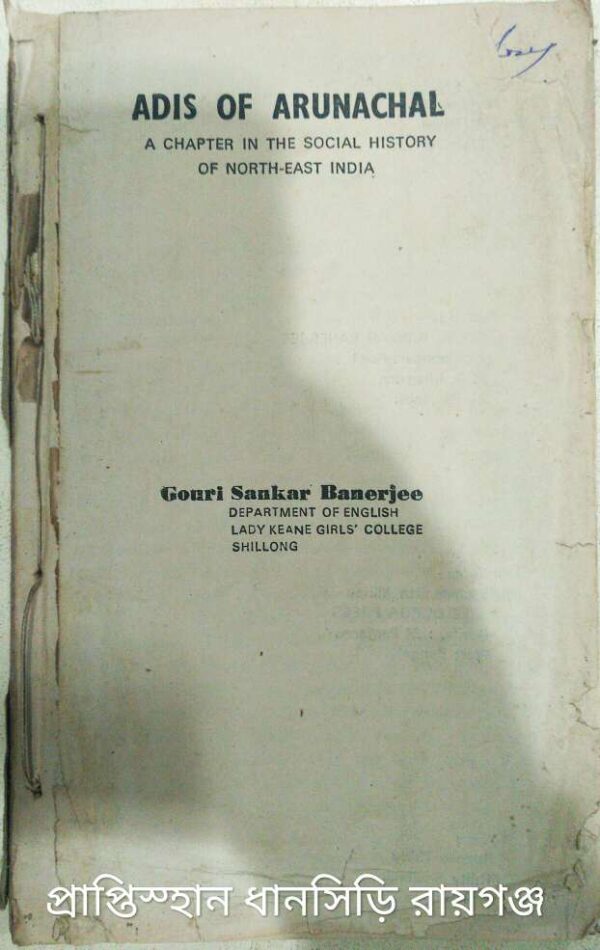 ADIS OF ARUNACHAL
A CHAPTER IN THE SOCIAL HISTORY
OF NORTH-EAST INDIA
Gouri Sankar Banerjee
DEPARTMENT OF ENGLISH
LADY KEANE GIRLS' COLLEGE
SHILLONG
প্রাপ্তিস্হান ধানসিড়ি রায়গঞ্জ